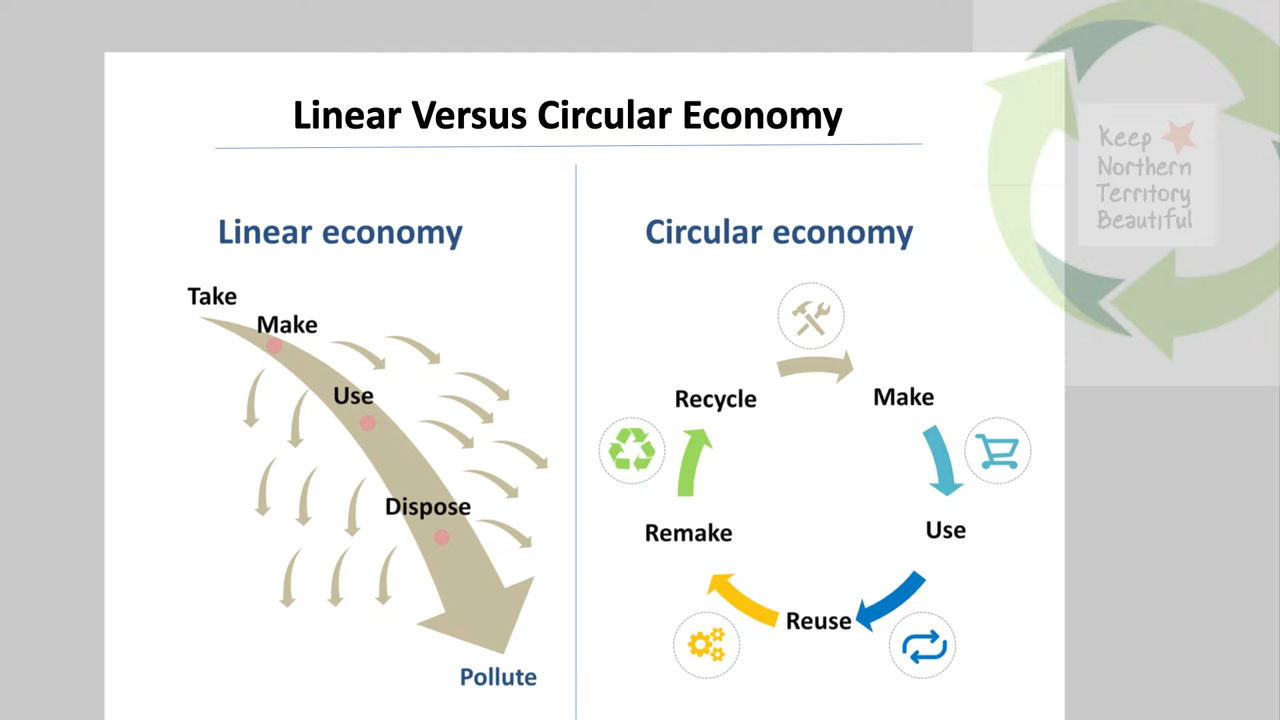 Linear Versus Circular Economy
Keep
Northern
Territory
Beautiful
Linear economy
Take
Make
Use
Dispose
Pollute
Circular economy
Recycle
Make
Remake
Use
Reuse